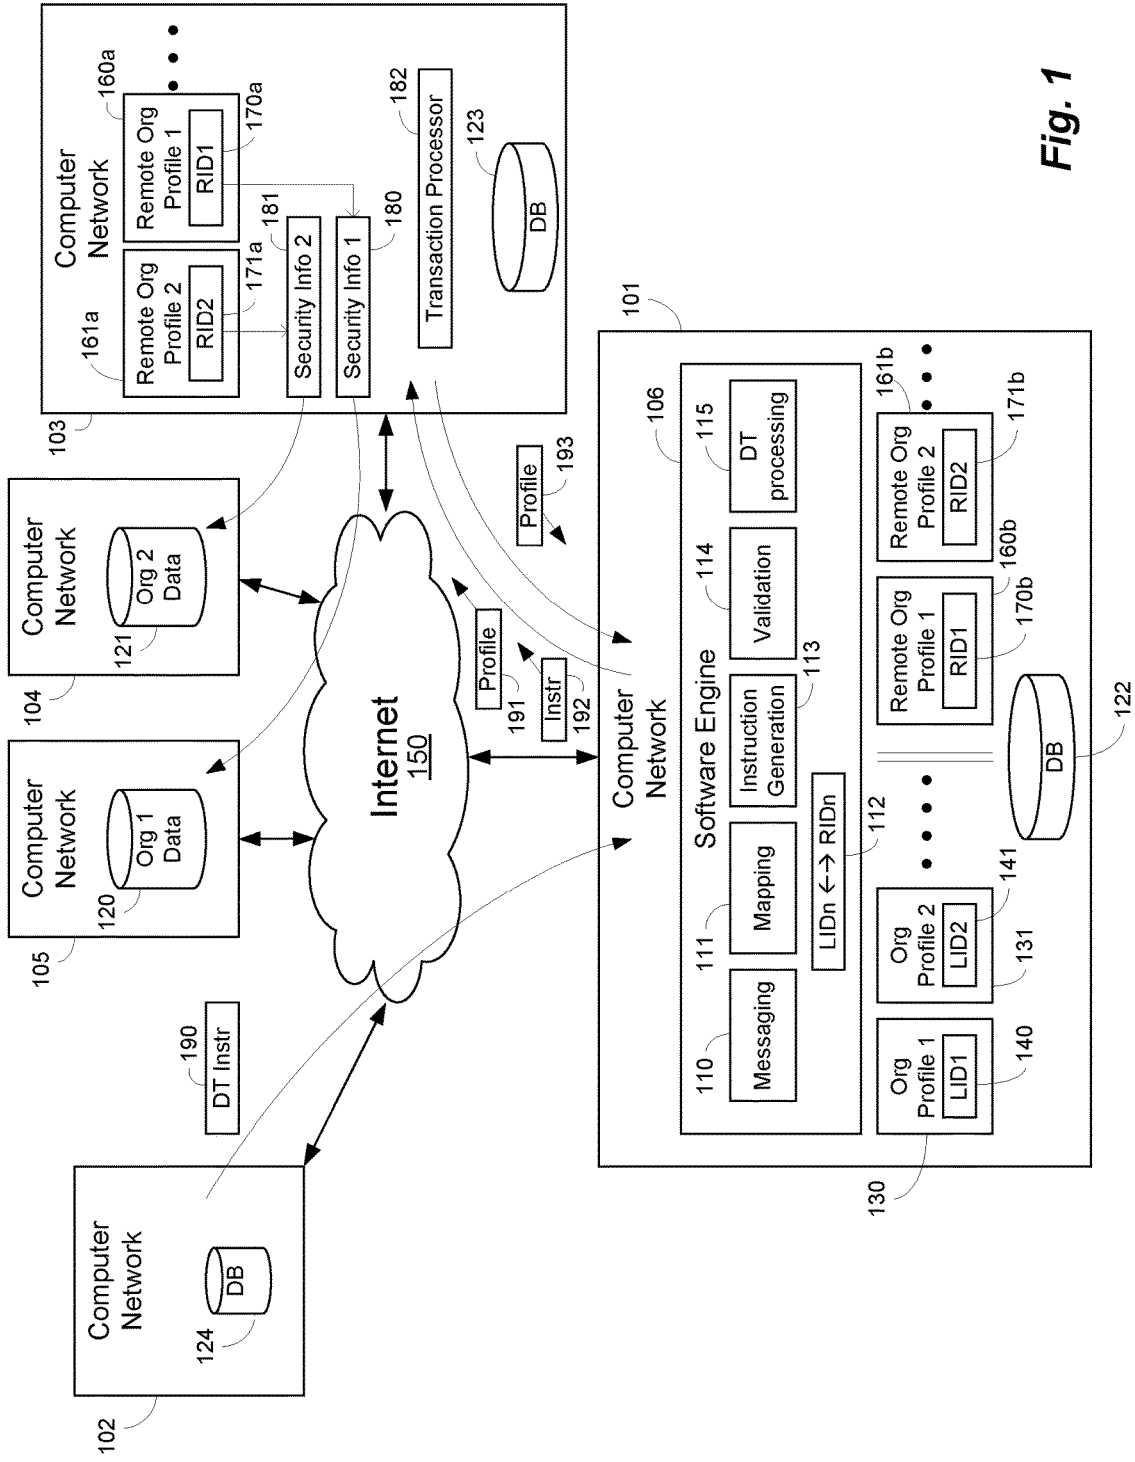 102
Computer
Network
DB
124
190
DT Instr
105
Computer
Network
Org 1
Data
120
104
Computer
Network
Org 2
Data
121
103
Computer
Network
161a
Remote Org
Profile 2
RID2
171a
160a
Remote Org
Profile 1
RID1
170a
Security Info 2
181
Security Info 1
180
Transaction Processor
182
123
DB
Internet
150
Profile
191
Instr
192
Profile
193
101
Computer
Network
106
Software Engine
110
Messaging
111
Mapping
Instruction
Generation
113
114
Validation
115
DT
processing
LIDn <--> RIDn
112
130
Org
Profile 1
LID1
140
Org
Profile 2
LID2
141
131
Remote Org
Profile 1
RID1
170b
160b
Remote Org
Profile 2
RID2
171b
161b
DB
122
Fig. 1